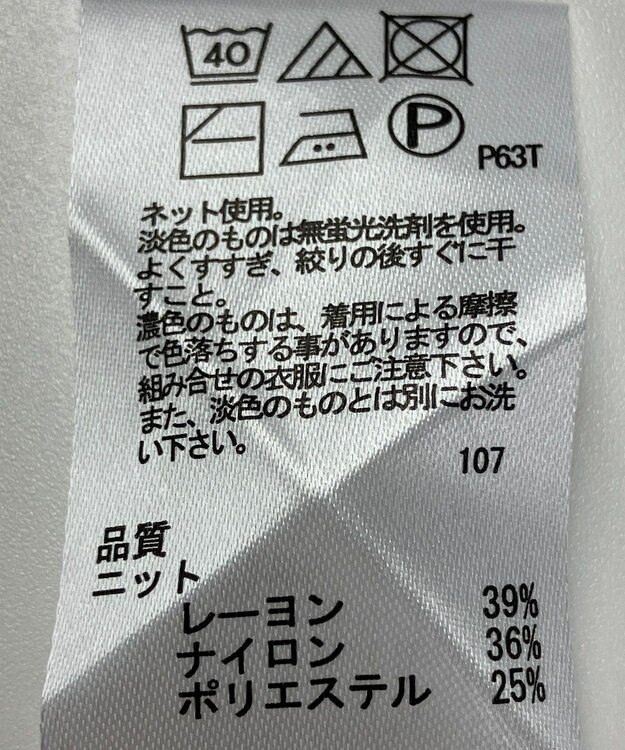 40
P
P63T
ネット使用。
淡色のものは無蛍光洗剤を使用。
よくすすぎ、絞りの後すぐに干
すこと。
濃色のものは、着用による摩擦
で色落ちする事がありますので、
組み合せの衣服にご注意下さい。
また、淡色のものとは別にお洗
い下さい。
107
品質
ニット
レーヨン 39%
ナイロン 36%
ポリエステル 25%